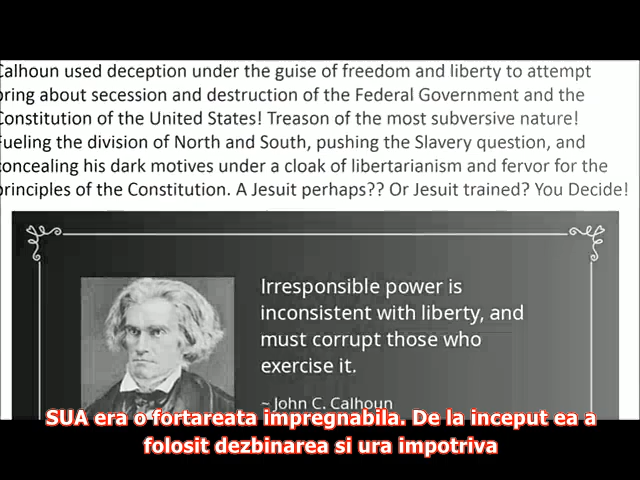 Calhoun used deception under the guise of freedom and liberty to attempt
bring about secession and destruction of the Federal Government and the
Constitution of the United States! Treason of the most subversive nature!
Fueling the division of North and South, pushing the Slavery question, and
concealing his dark motives under a cloak of libertarianism and fervor for the
principles of the Constitution. A Jesuit perhaps?? Or Jesuit trained? You Decide!
Irresponsible power is
inconsistent with liberty, and
must corrupt those who
exercise it.
~ John C. Calhoun
SUA era o fortareata impregnabila. De la inceput ea a
folosit dezbinarea si ura impotriva